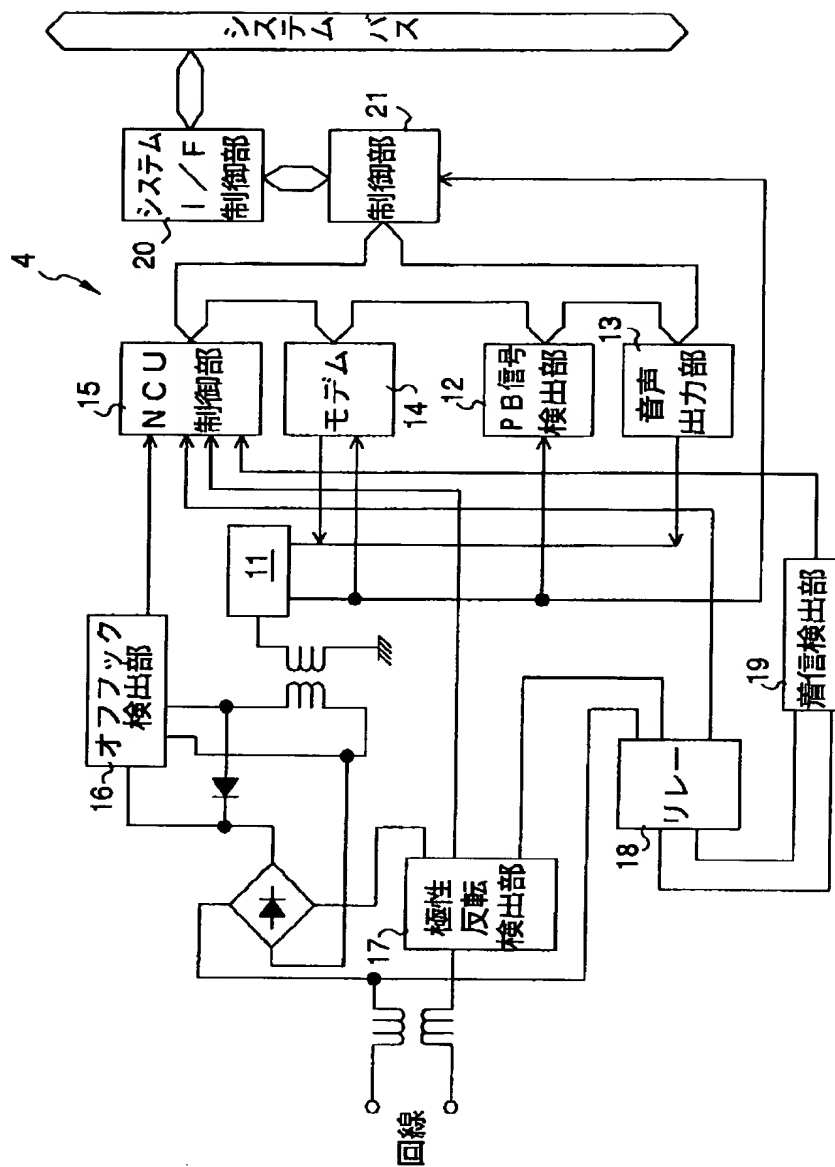 4
システム バス
20
システム
I／F
制御部
21
制御部
15
NCU
制御部
モデム
14
12
PB信号
検出部
13
音声
出力部
11
16
オフフック
検出部
17
極性
反転
検出部
18
リレー
19
着信検出部
回線